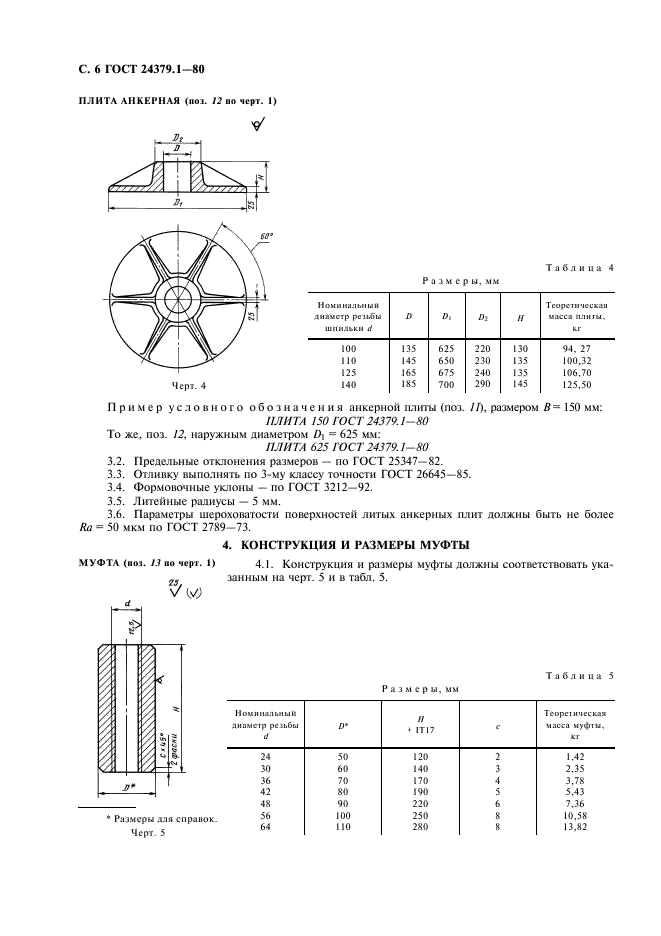 С. 6 ГОСТ 24379.1—80
ПЛИТА АНКЕРНАЯ (поз. 12 по черт. 1)
D₂
D
H
D₁
25
60°
25
Черт. 4
Таблица 4
Размеры, мм
Номинальный диаметр резьбы шпильки d | D | D₁ | D₂ | H | Теоретическая масса плиты, кг
100 | 135 | 625 | 220 | 130 | 94, 27
110 | 145 | 650 | 230 | 135 | 100,32
125 | 165 | 675 | 240 | 135 | 106,70
140 | 185 | 700 | 290 | 145 | 125,50
Пример условного обозначения анкерной плиты (поз. 11), размером B = 150 мм:
ПЛИТА 150 ГОСТ 24379.1—80
То же, поз. 12, наружным диаметром D₁ = 625 мм:
ПЛИТА 625 ГОСТ 24379.1—80
3.2. Предельные отклонения размеров — по ГОСТ 25347—82.
3.3. Отливку выполнять по 3-му классу точности ГОСТ 26645—85.
3.4. Формовочные уклоны — по ГОСТ 3212—92.
3.5. Литейные радиусы — 5 мм.
3.6. Параметры шероховатости поверхностей литых анкерных плит должны быть не более
Ra = 50 мкм по ГОСТ 2789—73.
4. КОНСТРУКЦИЯ И РАЗМЕРЫ МУФТЫ
МУФТА (поз. 13 по черт. 1)
4.1. Конструкция и размеры муфты должны соответствовать ука-
занным на черт. 5 и в табл. 5.
25
d
12,5
H
c×45°
2 фаски
D*
* Размеры для справок.
Черт. 5
Таблица 5
Размеры, мм
Номинальный диаметр резьбы d | D* | H + IT17 | c | Теоретическая масса муфты, кг
24 | 50 | 120 | 2 | 1,42
30 | 60 | 140 | 3 | 2,35
36 | 70 | 170 | 4 | 3,78
42 | 80 | 190 | 5 | 5,43
48 | 90 | 220 | 6 | 7,36
56 | 100 | 250 | 8 | 10,58
64 | 110 | 280 | 8 | 13,82